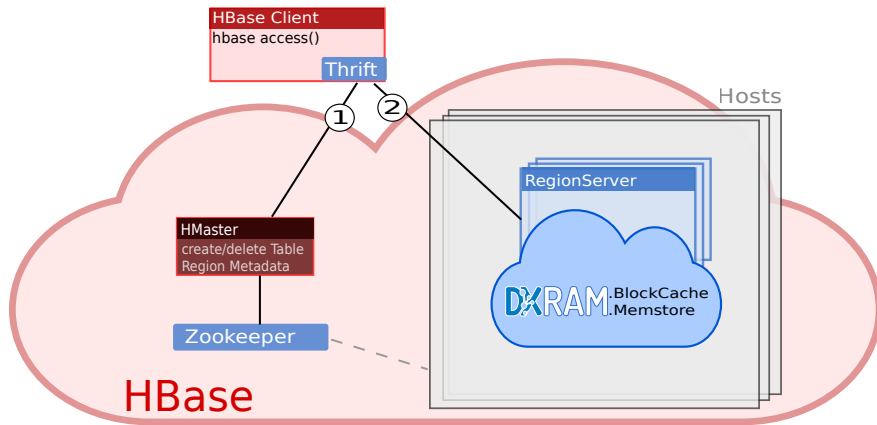 HBase Client
hbase access()
Thrift
1
2
Hosts
RegionServer
HMaster
create/delete Table
Region Metadata
DXRAM.BlockCache
.Memstore
Zookeeper
HBase